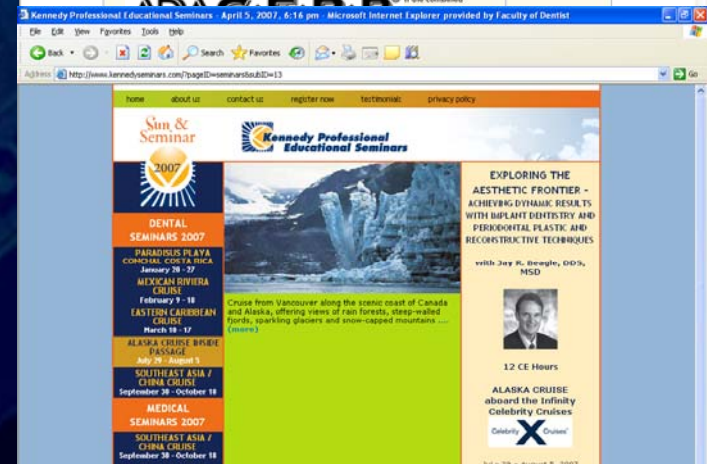 Kennedy Professional Educational Seminars - April 5, 2007, 6:16 pm - Microsoft Internet Explorer provided by Faculty of Dentist
File Edit View Favorites Tools Help
Back Search Favorites
Address http://www.kennedyseminars.com/?pageID=seminars&subID=13 Go
home about us contact us register now testimonials privacy policy
Sun &
Seminar
2007
Kennedy Professional
Educational Seminars
DENTAL
SEMINARS 2007
PARADISUS PLAYA
CONCHAL COSTA RICA
January 20 - 27
MEXICAN RIVIERA
CRUISE
February 9 - 18
EASTERN CARIBBEAN
CRUISE
March 10 - 17
ALASKA CRUISE INSIDE
PASSAGE
July 29 - August 5
SOUTHEAST ASIA /
CHINA CRUISE
September 30 - October 18
MEDICAL
SEMINARS 2007
SOUTHEAST ASIA /
CHINA CRUISE
September 30 - October 18
Cruise from Vancouver along the scenic coast of Canada
and Alaska, offering views of rain forests, steep-walled
fjords, sparkling glaciers and snow-capped mountains ....
(more)
EXPLORING THE
AESTHETIC FRONTIER -
ACHIEVING DYNAMIC RESULTS
WITH IMPLANT DENTISTRY AND
PERIODONTAL PLASTIC AND
RECONSTRUCTIVE TECHNIQUES
with Jay R. Beagle, DDS,
MSD
12 CE Hours
ALASKA CRUISE
aboard the Infinity
Celebrity Cruises
Celebrity X Cruises